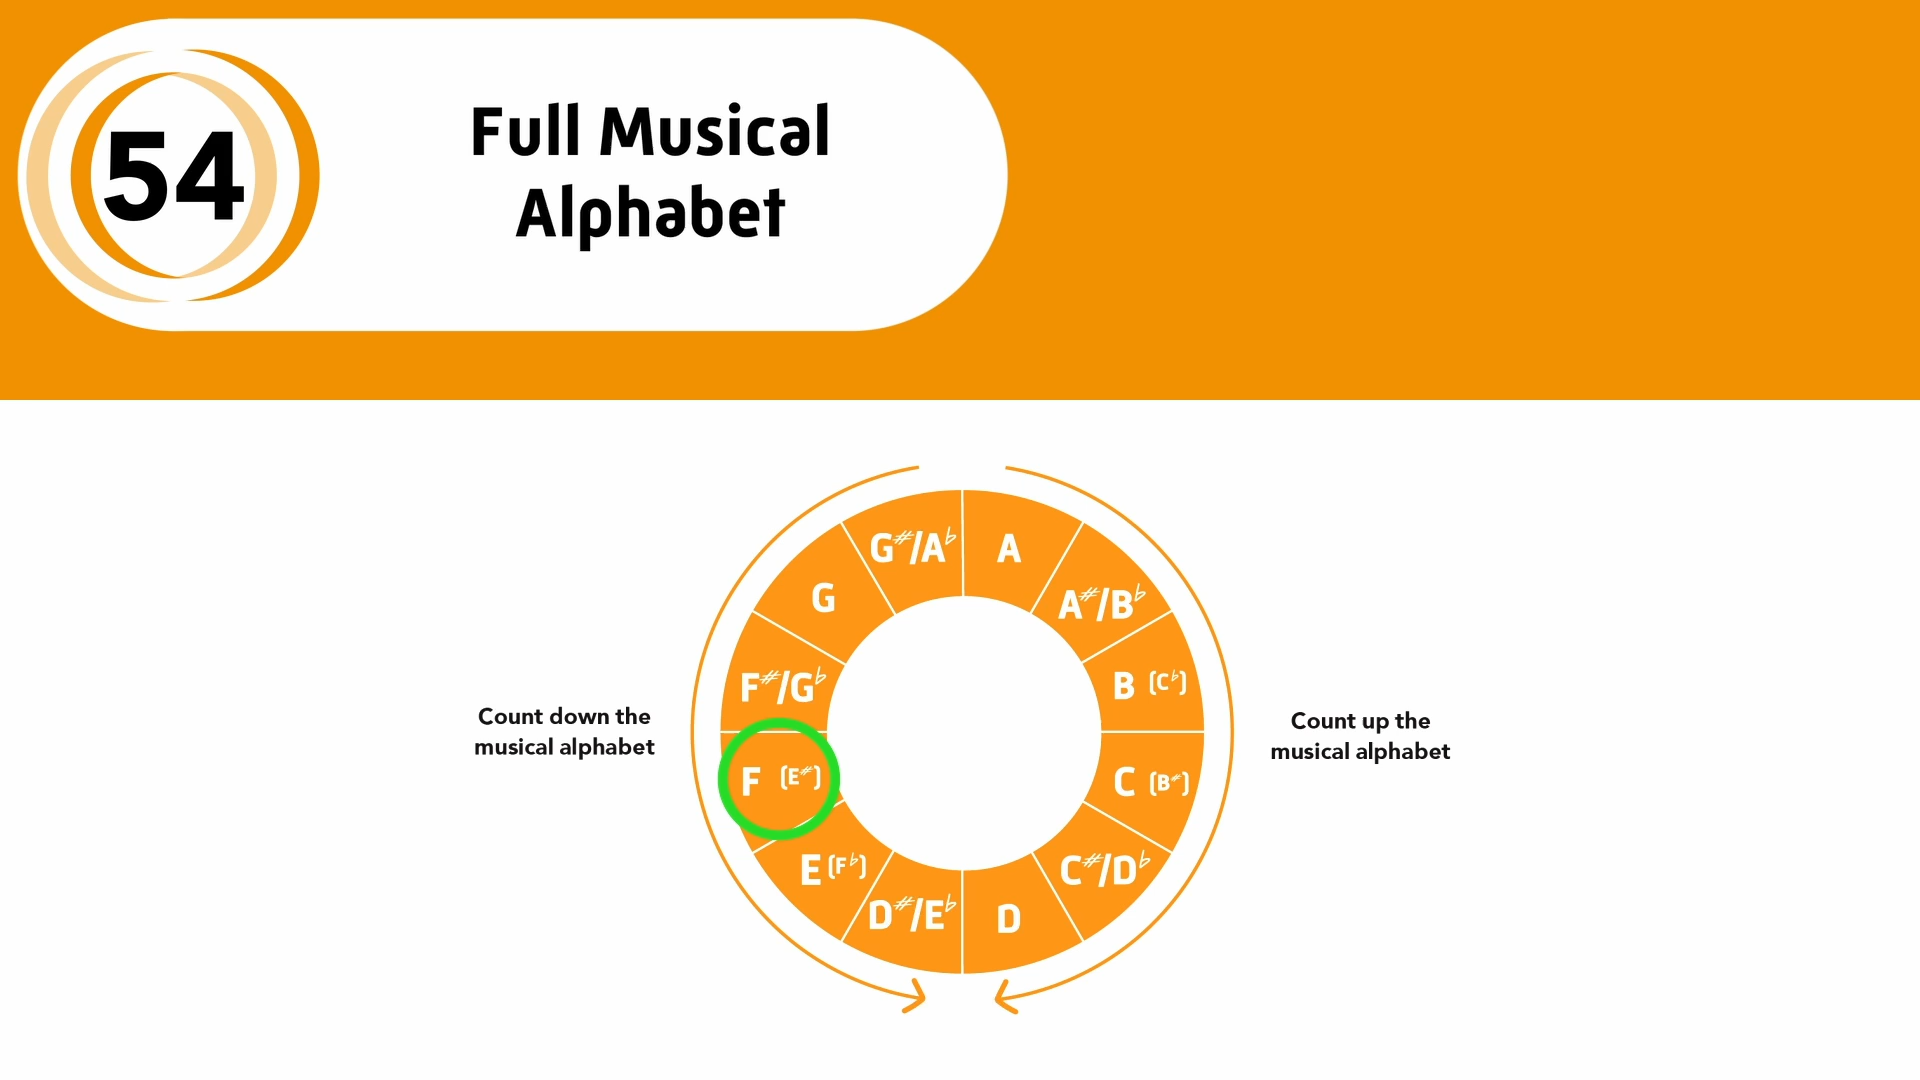 54
Full Musical
Alphabet
G♯/A♭
A
G
A♯/B♭
F♯/G♭
B (C♭)
Count down the
musical alphabet
Count up the
musical alphabet
F (E♯)
C (B♯)
E (F♭)
C♯/D♭
D♯/E♭
D